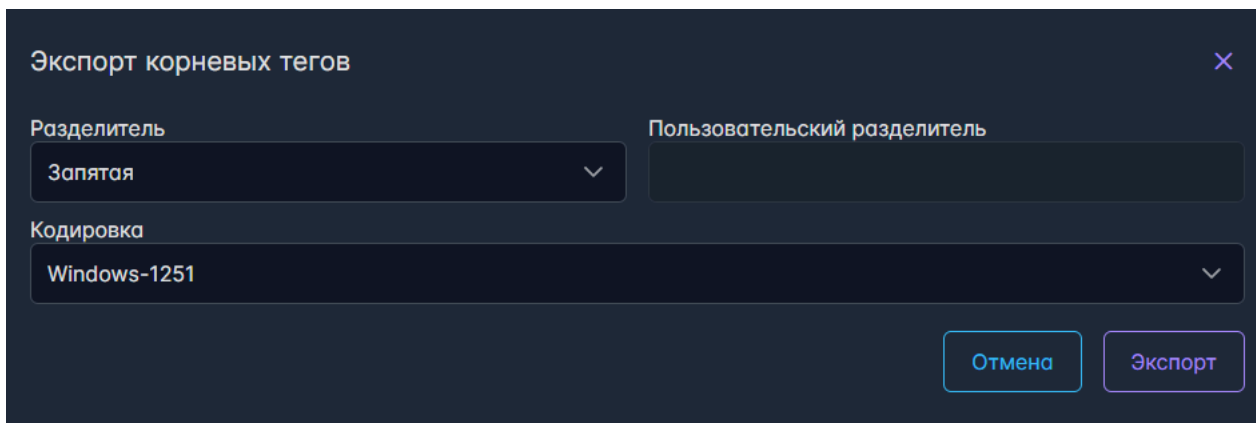 Экспорт корневых тегов
Разделитель
Пользовательский разделитель
Запятая
Кодировка
Windows-1251
Отмена
Экспорт